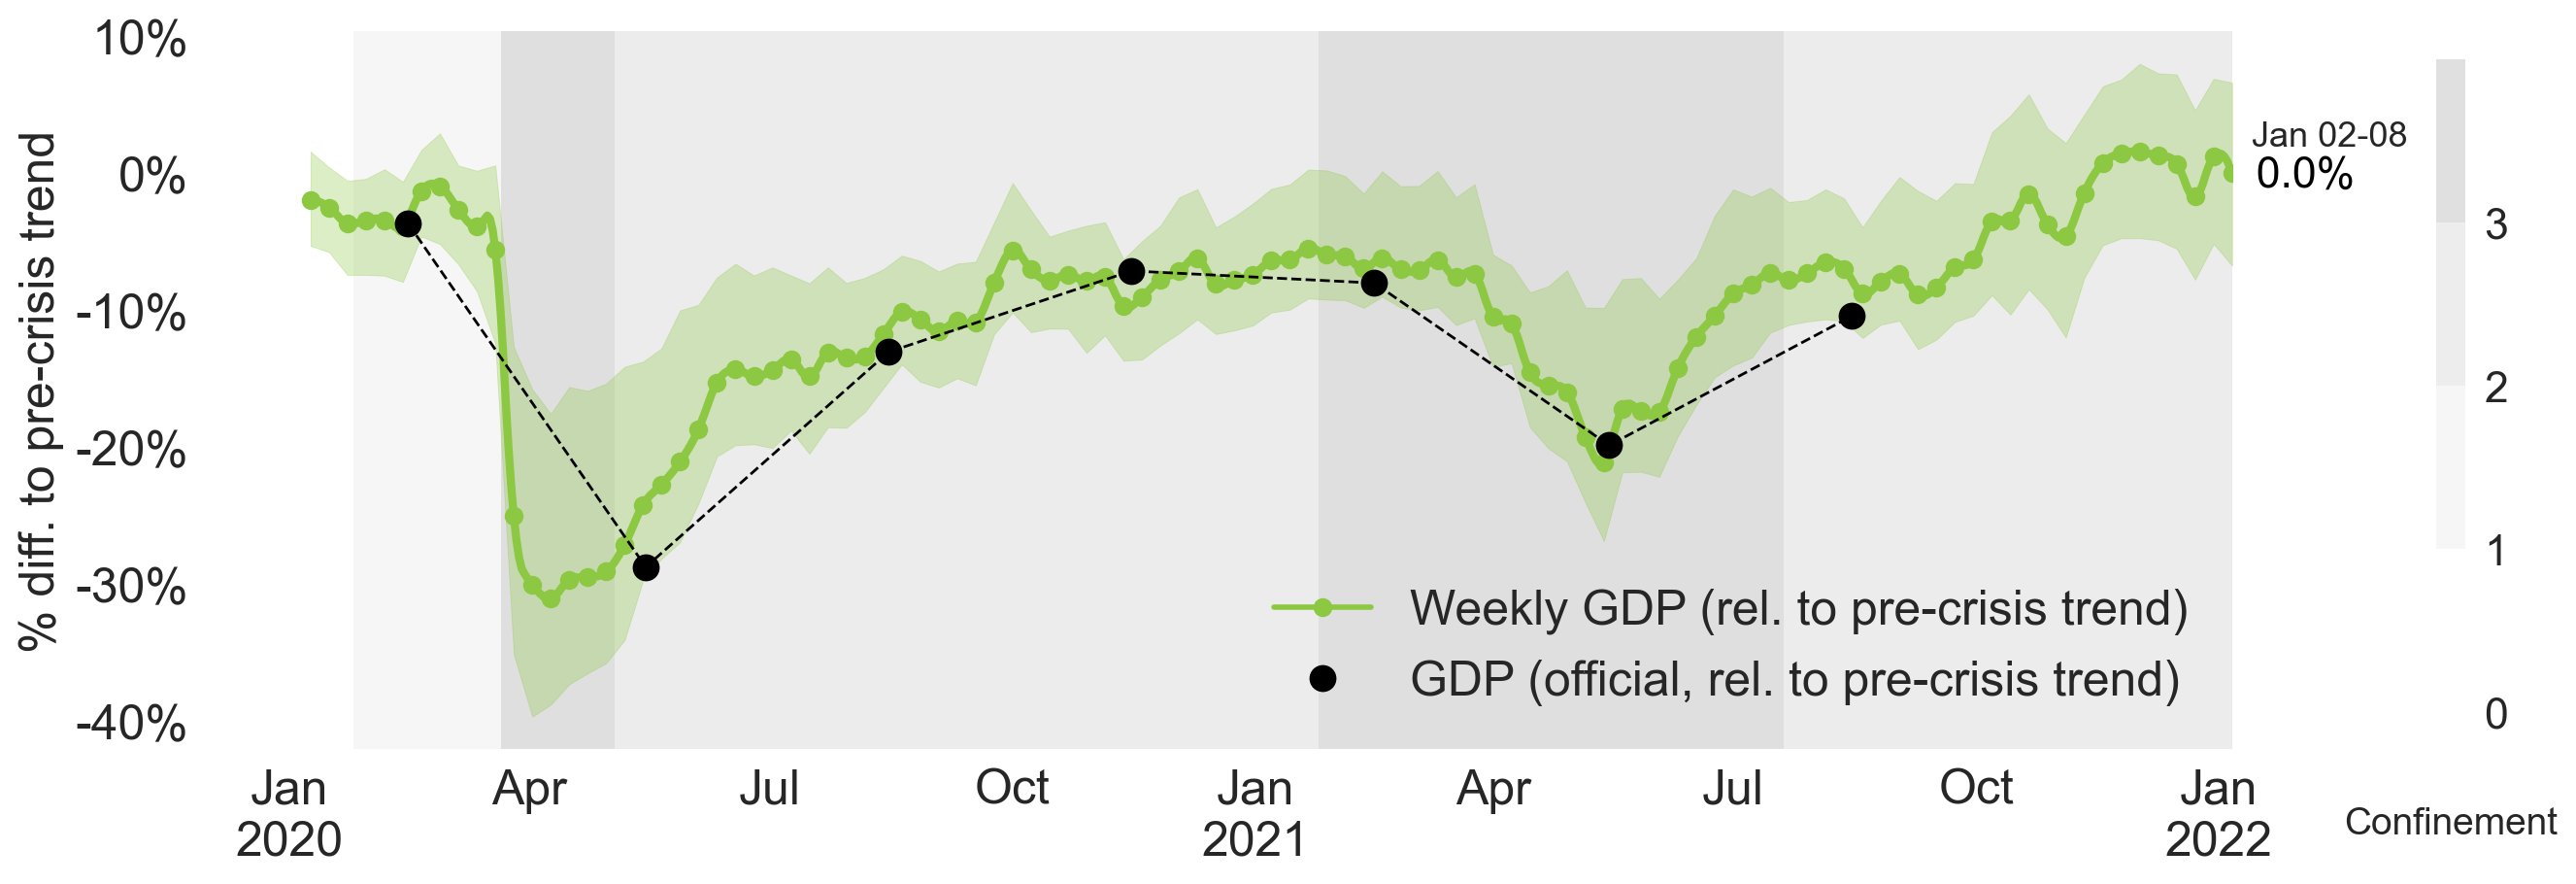 10%
0%
-10%
-20%
-30%
-40%
% diff. to pre-crisis trend
Jan 02-08
0.0%
Weekly GDP (rel. to pre-crisis trend)
GDP (official, rel. to pre-crisis trend)
Jan Apr Jul Oct Jan Apr Jul Oct Jan
2020 2021 2022
3
2
1
0
Confinement